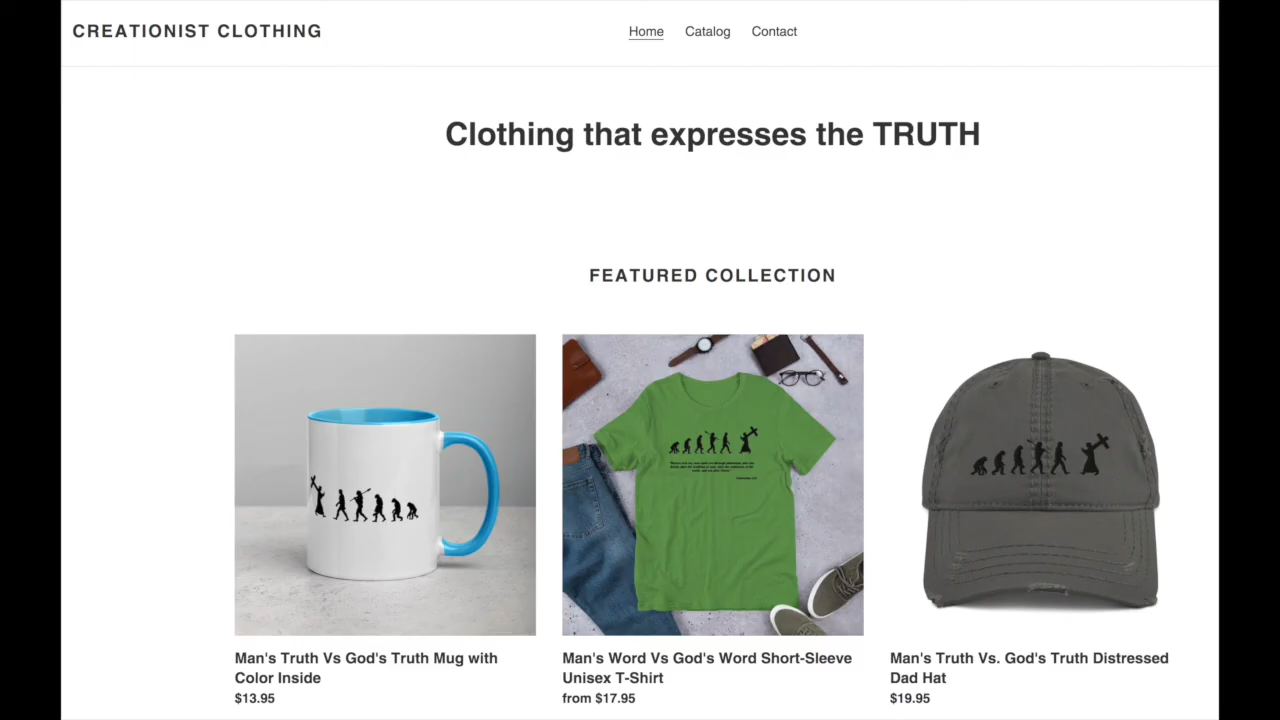 CREATIONIST CLOTHING
Home Catalog Contact
Clothing that expresses the TRUTH
FEATURED COLLECTION
Man's Truth Vs God's Truth Mug with
Color Inside
$13.95
Man's Word Vs God's Word Short-Sleeve
Unisex T-Shirt
from $17.95
Man's Truth Vs. God's Truth Distressed
Dad Hat
$19.95